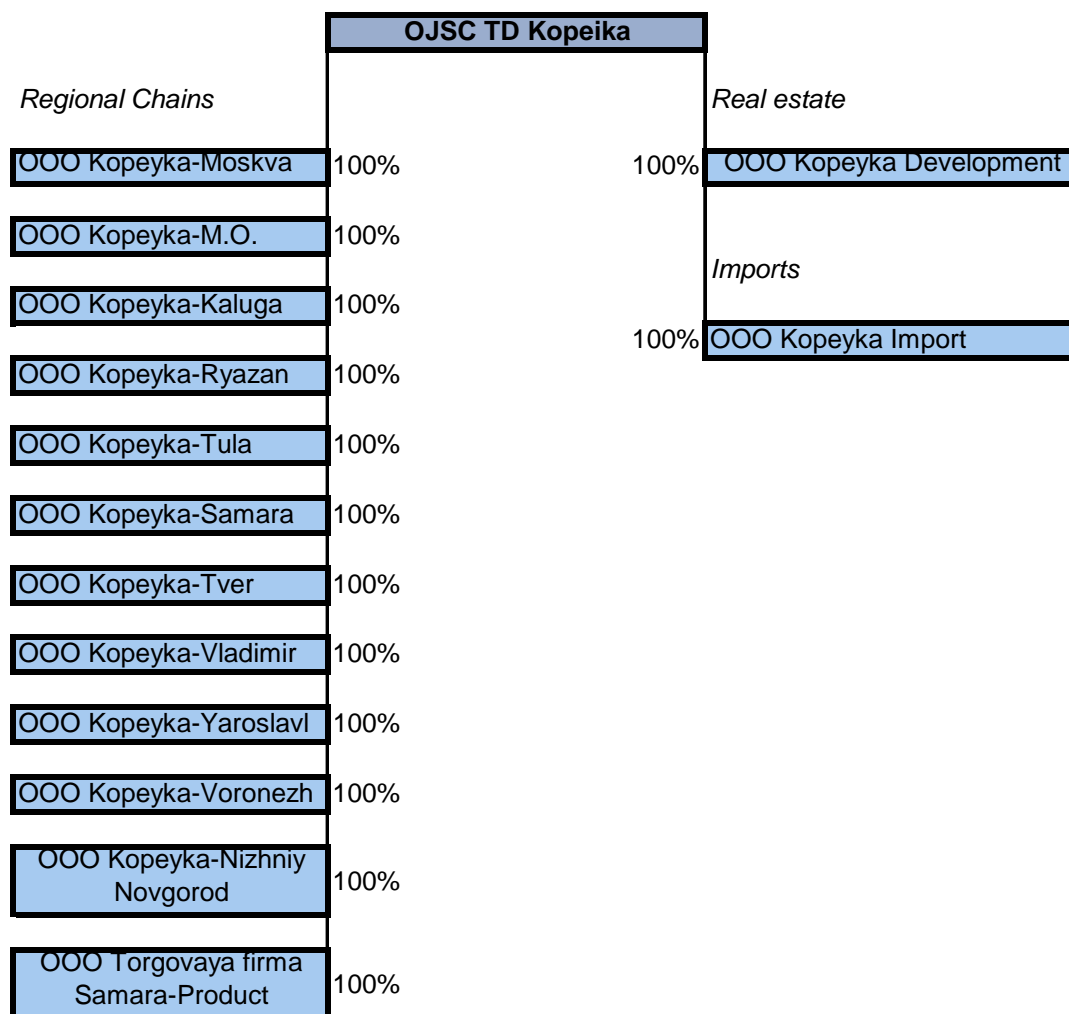 OJSC TD Kopeika
Regional Chains
Real estate
OOO Kopeyka-Moskva 100%
100% OOO Kopeyka Development
OOO Kopeyka-M.O. 100%
Imports
OOO Kopeyka-Kaluga 100%
100% OOO Kopeyka Import
OOO Kopeyka-Ryazan 100%
OOO Kopeyka-Tula 100%
OOO Kopeyka-Samara 100%
OOO Kopeyka-Tver 100%
OOO Kopeyka-Vladimir 100%
OOO Kopeyka-Yaroslavl 100%
OOO Kopeyka-Voronezh 100%
OOO Kopeyka-Nizhniy
Novgorod
100%
OOO Torgovaya firma
Samara-Product
100%